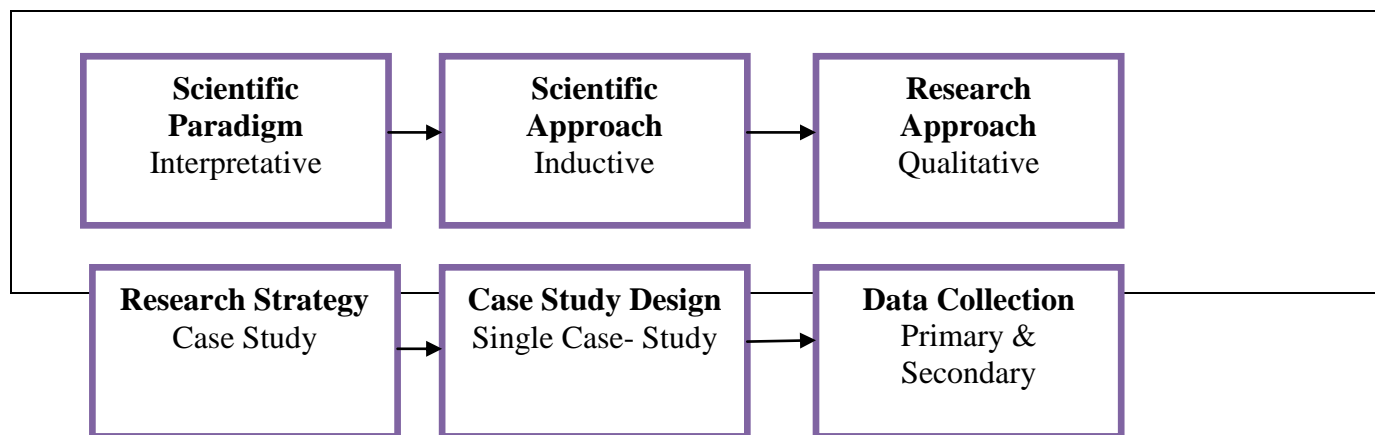 Scientific
Paradigm
Interpretative
Scientific
Approach
Inductive
Research
Approach
Qualitative
Research Strategy
Case Study
Case Study Design
Single Case- Study
Data Collection
Primary &
Secondary